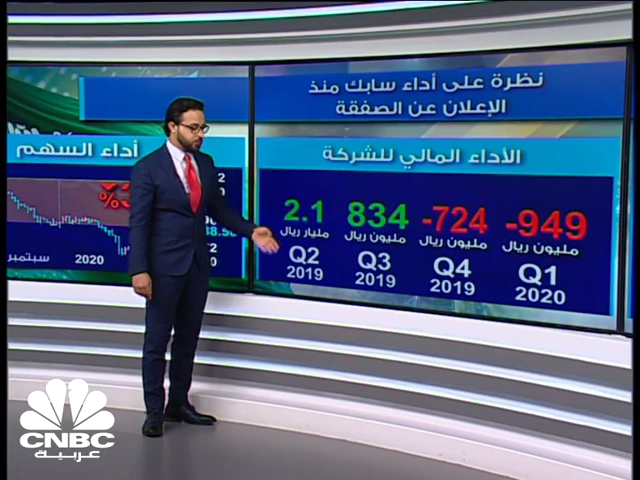 نظرة على أداء سابك منذ
الإعلان عن الصفقة
الأداء المالي للشركة
-949
مليون ريال
Q1
2020
-724
مليون ريال
Q4
2019
834
مليون ريال
Q3
2019
2.1
مليار ريال
Q2
2019
أداء السهم
%
2020
سبتمبر
CNBC
عربية